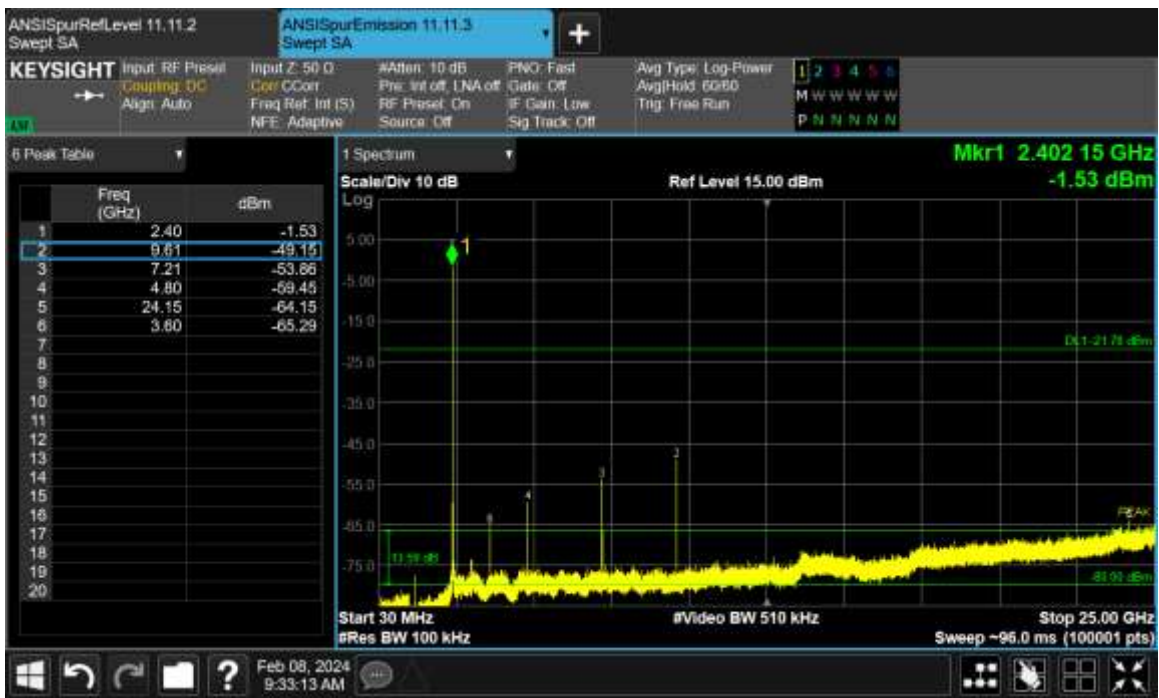 ANSISpurRefLevel 11.11.2
Swept SA
ANSISpurEmission 11.11.3
Swept SA
KEYSIGHT
Input: RF Presel
Coupling: DC
Align: Auto
Input Z: 50 Ω
Corr CCorr
Freq Ref: Int (S)
NFE: Adaptive
#Atten: 10 dB
Pre: Int off, LNA off
RF Presel: On
Source: Off
PNO: Fast
Gate: Off
IF Gain: Low
Sig Track: Off
Avg Type: Log-Power
Avg|Hold: 60/60
Trig: Free Run
1 2 3 4 5 6
M W W W W W W
P N N N N N N
6 Peak Table
Freq (GHz) dBm
1 2.40 -1.53
2 9.61 -49.15
3 7.21 -53.86
4 4.80 -59.45
5 24.15 -64.15
6 3.60 -65.29
7
8
9
10
11
12
13
14
15
16
17
18
19
20
1 Spectrum
Scale/Div 10 dB
Log
Ref Level 15.00 dBm
Mkr1 2.402 15 GHz
-1.53 dBm
5.00
1
-5.00
-15.0
DL1 -21.78 dBm
-25.0
-35.0
-45.0
2
3
-55.0
4
6
PEAK
-65.0
-75.0
Start 30 MHz
#Video BW 510 kHz
Stop 25.00 GHz
#Res BW 100 kHz
Sweep ~96.0 ms (100001 pts)
Feb 08, 2024
9:33:13 AM